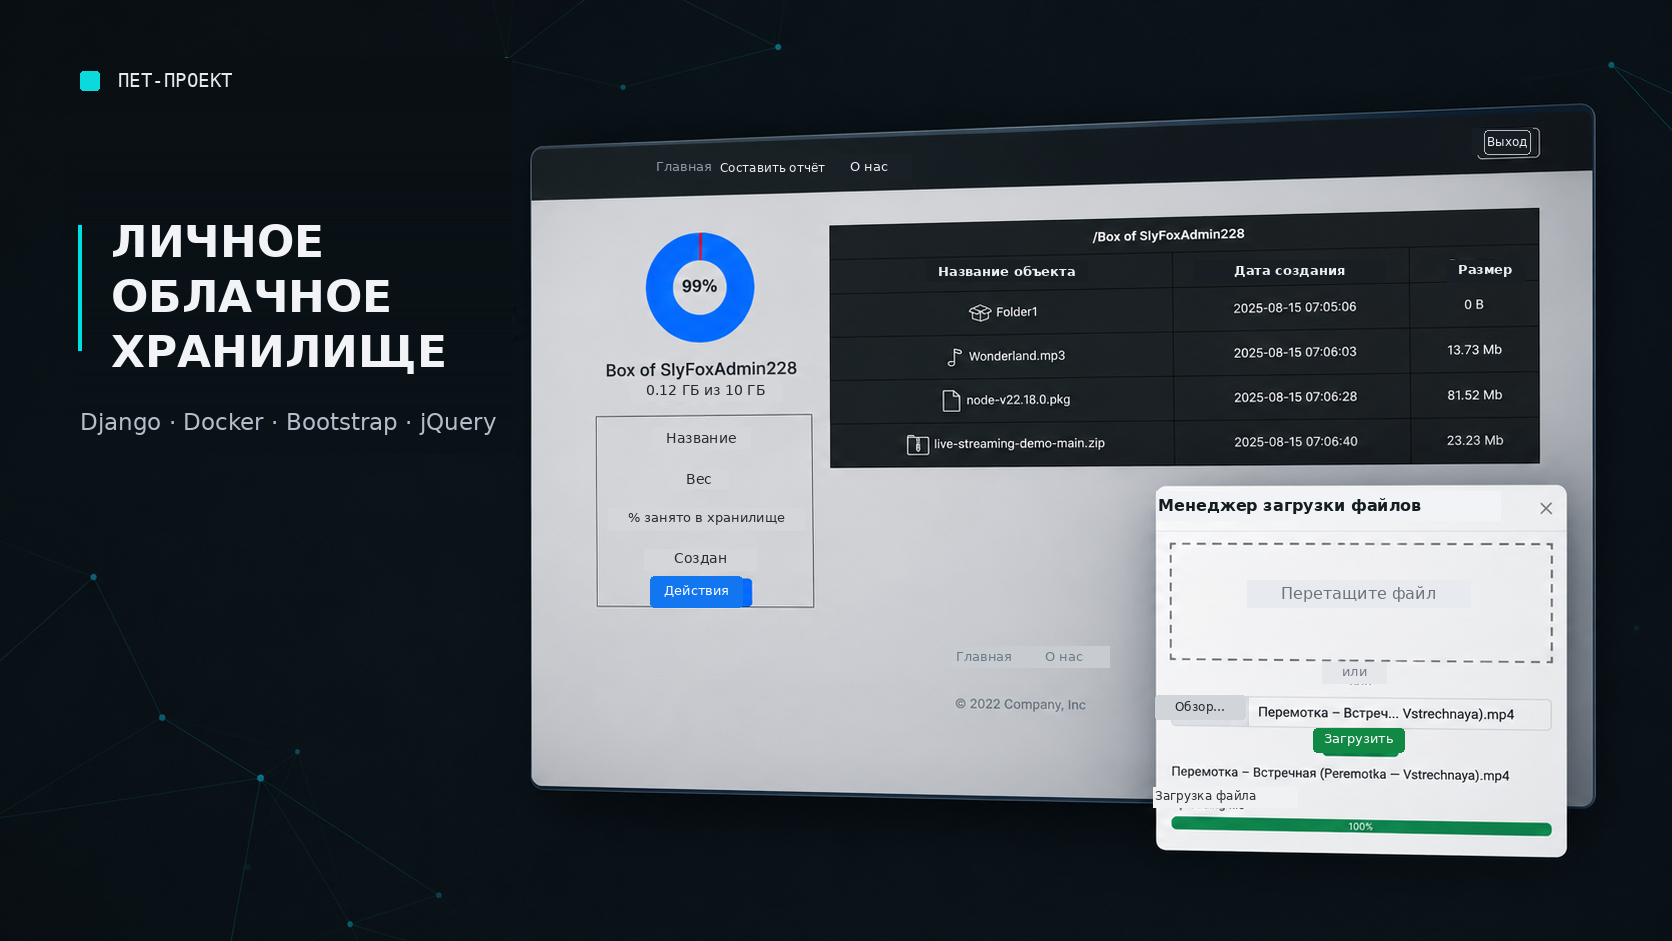 ПЕТ-ПРОЕКТ
ЛИЧНОЕ
ОБЛАЧНОЕ
ХРАНИЛИЩЕ
Django · Docker · Bootstrap · jQuery
Главная Составить отчёт О нас
Выход
99%
Box of SlyFoxAdmin228
0.12 ГБ из 10 ГБ
Название
Вес
% занято в хранилище
Создан
Действия
/Box of SlyFoxAdmin228
Название объекта Дата создания Размер
Folder1 2025-08-15 07:05:06 0 B
Wonderland.mp3 2025-08-15 07:06:03 13.73 Mb
node-v22.18.0.pkg 2025-08-15 07:06:28 81.52 Mb
live-streaming-demo-main.zip 2025-08-15 07:06:40 23.23 Mb
Главная О нас
© 2022 Company, Inc
Менеджер загрузки файлов
Перетащите файл
или
Обзор... Перемотка – Встреч... Vstrechnaya).mp4
Загрузить
Перемотка – Встречная (Peremotka — Vstrechnaya).mp4
Загрузка файла
100%